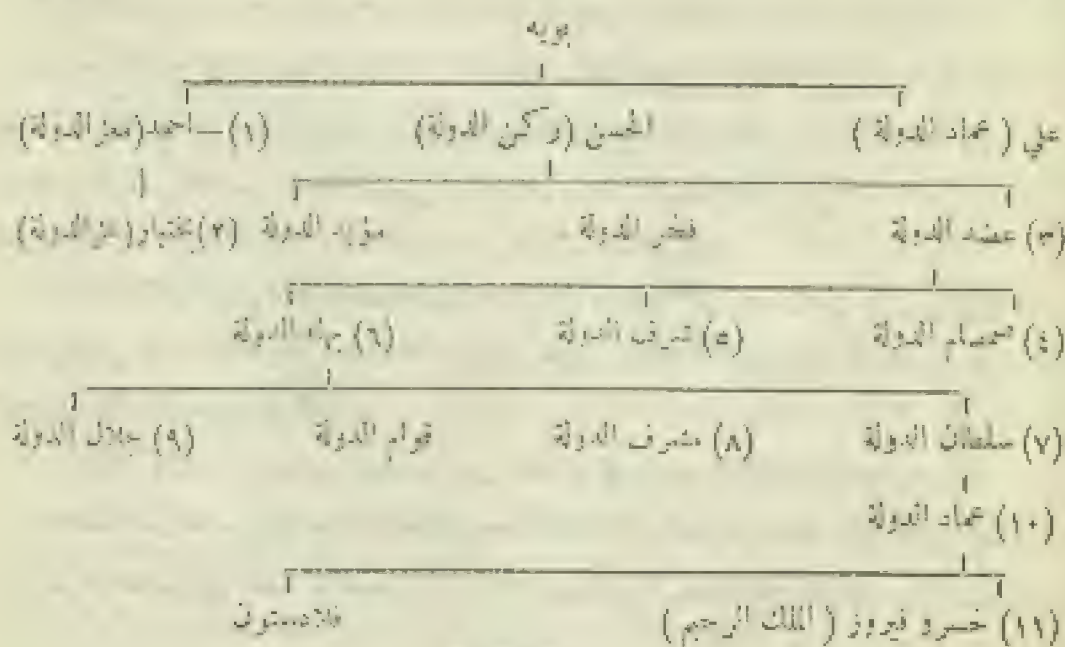 بويه
علي ( عماد الدولة ) الحسن (ركن الدولة) (١)—احمد(معز الدولة)
(٣) عضد الدولة فخر الدولة مؤيد الدولة (٢)بختيار(عز الدولة)
(٤) صمصام الدولة (٥) شرف الدولة (٦) بهاء الدولة
(٧) سلطان الدولة (٨) مشرف الدولة قوام الدولة (٩) جلال الدولة
(١٠) عماد الدولة
(١١) خسرو فيروز ( الملك الرحيم ) فلادستون